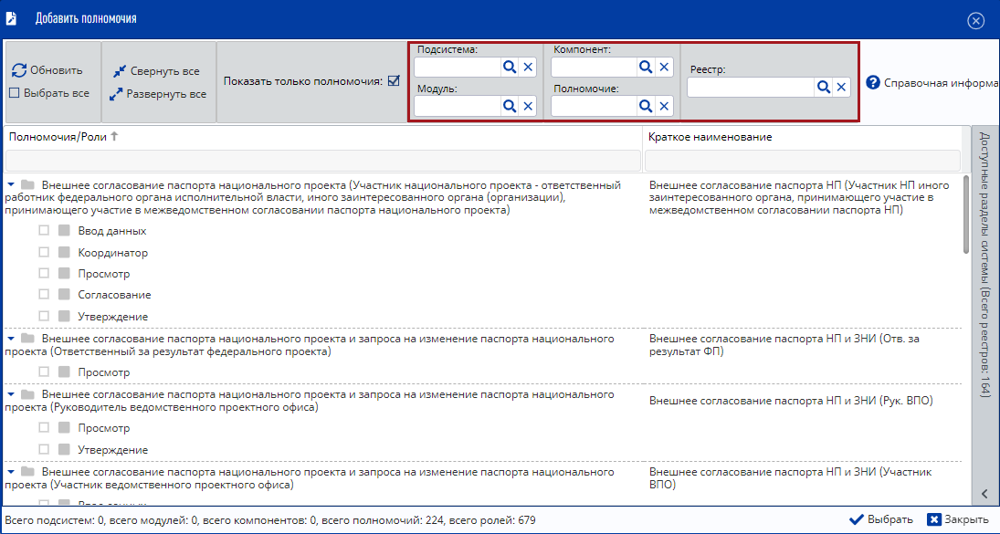 Добавить полномочия
Обновить
Выбрать все
Свернуть все
Развернуть все
Показать только полномочия:
Подсистема:
Модуль:
Компонент:
Полномочие:
Реестр:
Справочная информа
Полномочия/Роли
Краткое наименование
Внешнее согласование паспорта национального проекта (Участник национального проекта - ответственный
работник федерального органа исполнительной власти, иного заинтересованного органа (организации),
принимающего участие в межведомственном согласовании паспорта национального проекта)
Внешнее согласование паспорта НП (Участник НП иного
заинтересованного органа, принимающего участие в
межведомственном согласовании паспорта НП)
Ввод данных
Координатор
Просмотр
Согласование
Утверждение
Внешнее согласование паспорта национального проекта и запроса на изменение паспорта национального
проекта (Ответственный за результат федерального проекта)
Внешнее согласование паспорта НП и ЗНИ (Отв. за
результат ФП)
Просмотр
Внешнее согласование паспорта национального проекта и запроса на изменение паспорта национального
проекта (Руководитель ведомственного проектного офиса)
Внешнее согласование паспорта НП и ЗНИ (Рук. ВПО)
Просмотр
Утверждение
Внешнее согласование паспорта национального проекта и запроса на изменение паспорта национального
проекта (Участник ведомственного проектного офиса)
Внешнее согласование паспорта НП и ЗНИ (Участник
ВПО)
Ввод данных
Доступные разделы системы (Всего реестров: 164)
Всего подсистем: 0, всего модулей: 0, всего компонентов: 0, всего полномочий: 224, всего ролей: 679
Выбрать
Закрыть